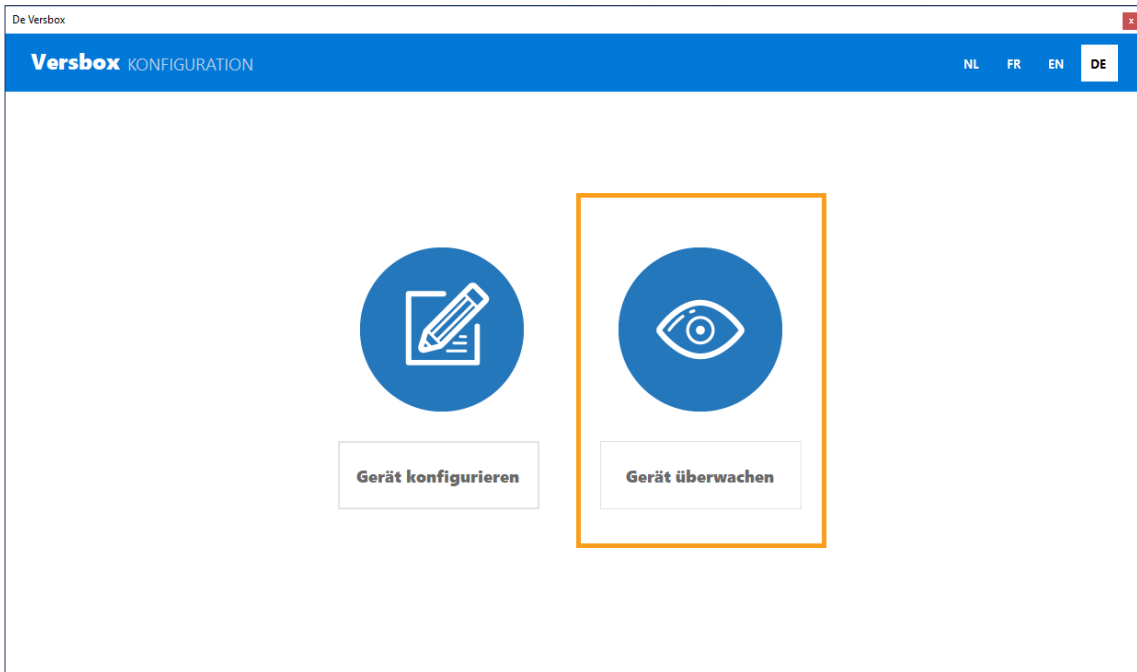 De Versbox
x
Versbox KONFIGURATION NL FR EN DE
Gerät konfigurieren Gerät überwachen